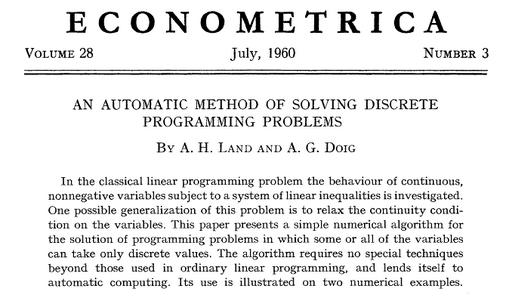 ECONOMETRICA
VOLUME 28 July, 1960 NUMBER 3
AN AUTOMATIC METHOD OF SOLVING DISCRETE
PROGRAMMING PROBLEMS
BY A. H. LAND AND A. G. DOIG
In the classical linear programming problem the behaviour of continuous,
nonnegative variables subject to a system of linear inequalities is investigated.
One possible generalization of this problem is to relax the continuity condi-
tion on the variables. This paper presents a simple numerical algorithm for
the solution of programming problems in which some or all of the variables
can take only discrete values. The algorithm requires no special techniques
beyond those used in ordinary linear programming, and lends itself to
automatic computing. Its use is illustrated on two numerical examples.